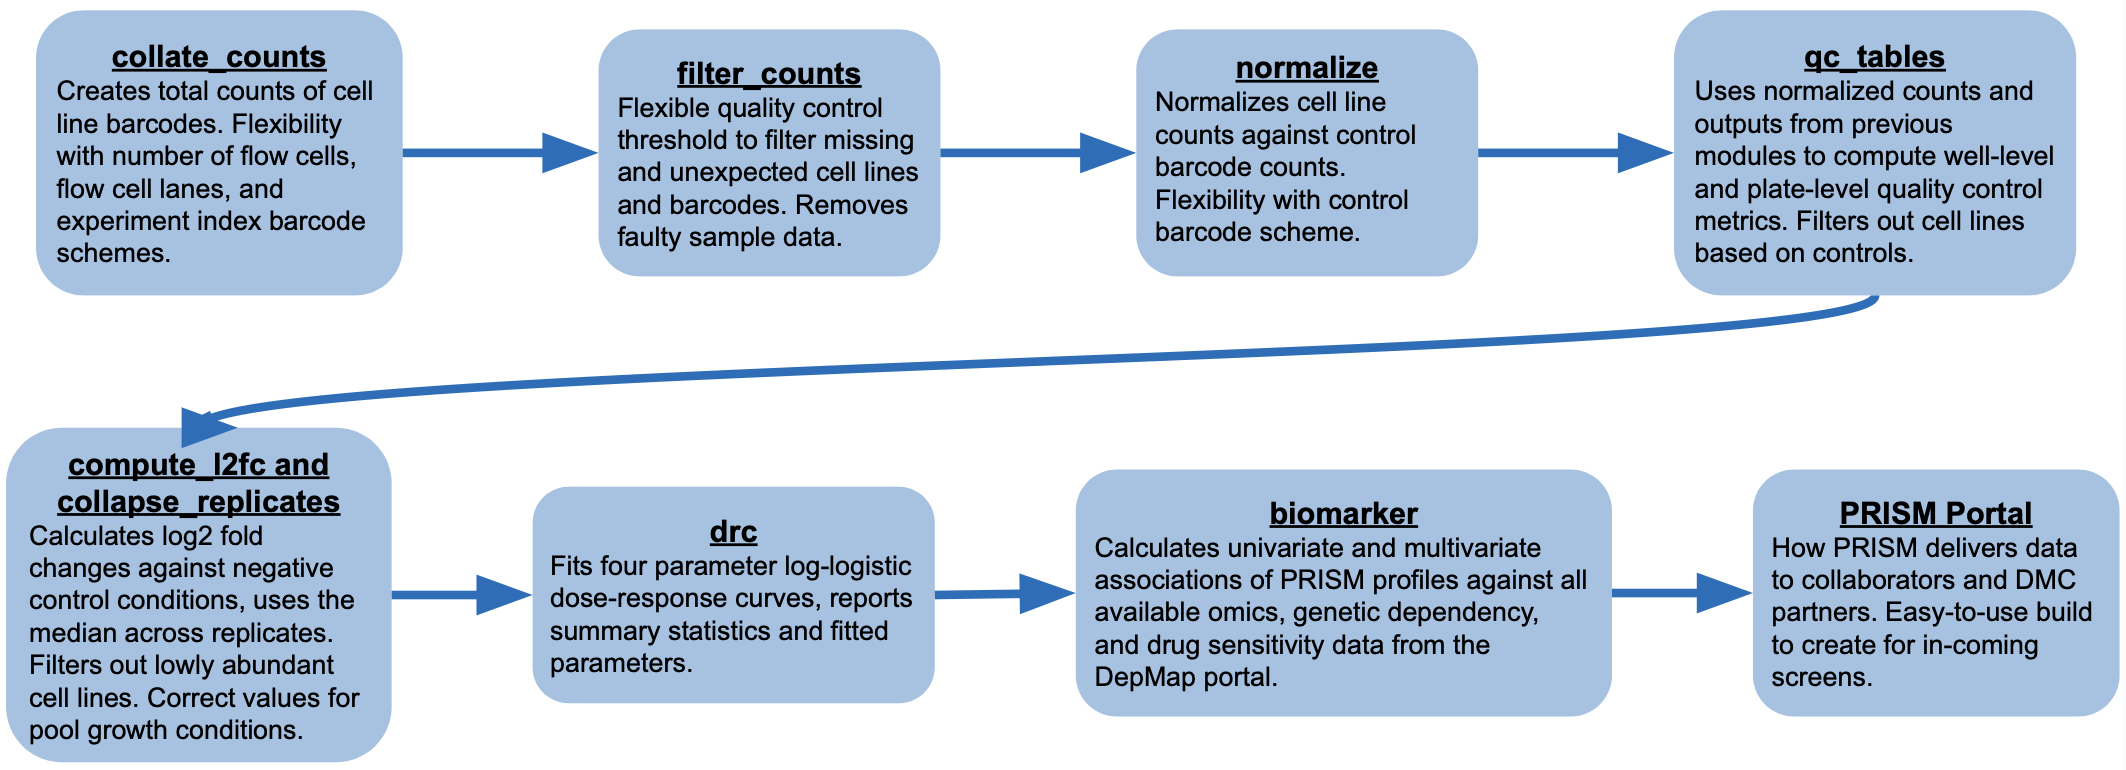 collate_counts
Creates total counts of cell
line barcodes. Flexibility
with number of flow cells,
flow cell lanes, and
experiment index barcode
schemes.
filter_counts
Flexible quality control
threshold to filter missing
and unexpected cell lines
and barcodes. Removes
faulty sample data.
normalize
Normalizes cell line
counts against control
barcode counts.
Flexibility with control
barcode scheme.
qc_tables
Uses normalized counts and
outputs from previous
modules to compute well-level
and plate-level quality control
metrics. Filters out cell lines
based on controls.
compute_l2fc and
collapse_replicates
Calculates log2 fold
changes against negative
control conditions, uses the
median across replicates.
Filters out lowly abundant
cell lines. Correct values for
pool growth conditions.
drc
Fits four parameter log-logistic
dose-response curves, reports
summary statistics and fitted
parameters.
biomarker
Calculates univariate and multivariate
associations of PRISM profiles against all
available omics, genetic dependency,
and drug sensitivity data from the
DepMap portal.
PRISM Portal
How PRISM delivers data
to collaborators and DMC
partners. Easy-to-use build
to create for in-coming
screens.